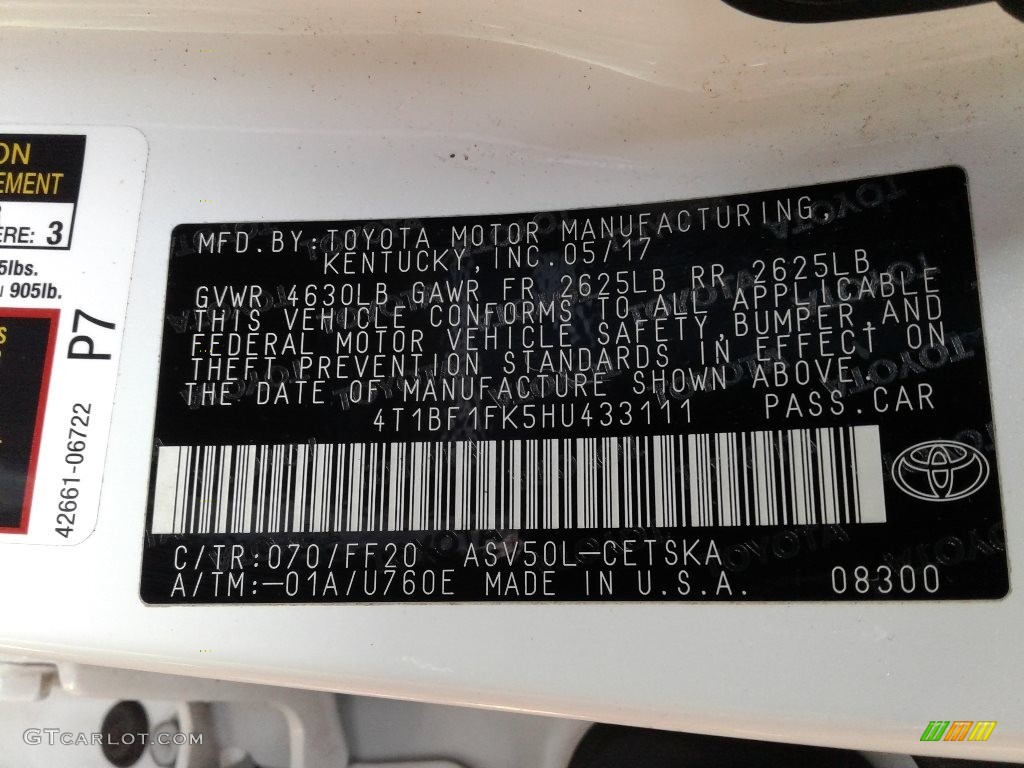 ON
EMENT
ERE: 3
5lbs.
905lb.
S
P7
42661-06722
MFD. BY: TOYOTA MOTOR MANUFACTURING,
KENTUCKY, INC. 05/17
GVWR 4630LB GAWR FR 2625LB RR 2625LB
THIS VEHICLE CONFORMS TO ALL APPLICABLE
FEDERAL MOTOR VEHICLE SAFETY, BUMPER, AND
THEFT PREVENTION STANDARDS IN EFFECT ON
THE DATE OF MANUFACTURE SHOWN ABOVE.
4T1BF1FK5HU433111 PASS. CAR
C/TR: 070/FF20 ASV50L-CETSKA
A/TM: -01A/U760E MADE IN U.S.A. 08300
GTCARLOT.COM